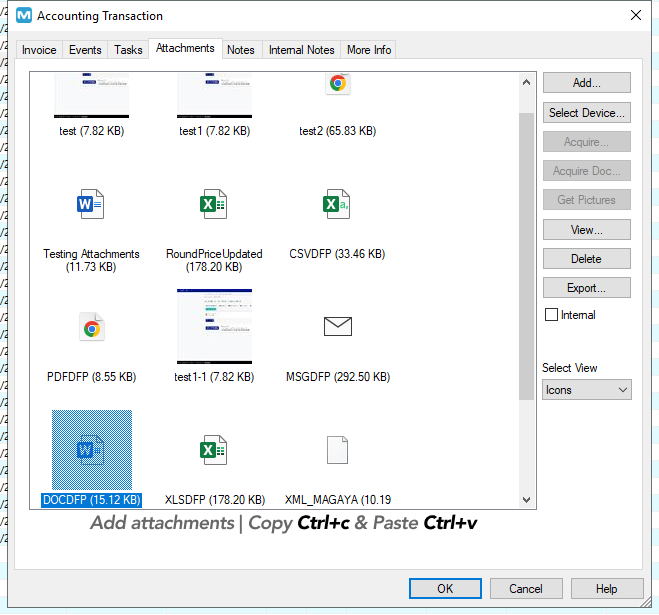 Accounting Transaction
Invoice Events Tasks Attachments Notes Internal Notes More Info
test (7.82 KB) test1 (7.82 KB) test2 (65.83 KB)
Testing Attachments
(11.73 KB)
RoundPriceUpdated
(178.20 KB)
CSVDFP (33.46 KB)
PDFDFP (8.55 KB) test1-1 (7.82 KB) MSGDFP (292.50 KB)
DOCDFP (15.12 KB) XLSDFP (178.20 KB) XML_MAGAYA (10.19
Add...
Select Device...
Acquire...
Acquire Doc...
Get Pictures
View...
Delete
Export...
Internal
Select View
Icons
Add attachments | Copy Ctrl+c & Paste Ctrl+v
OK Cancel Help